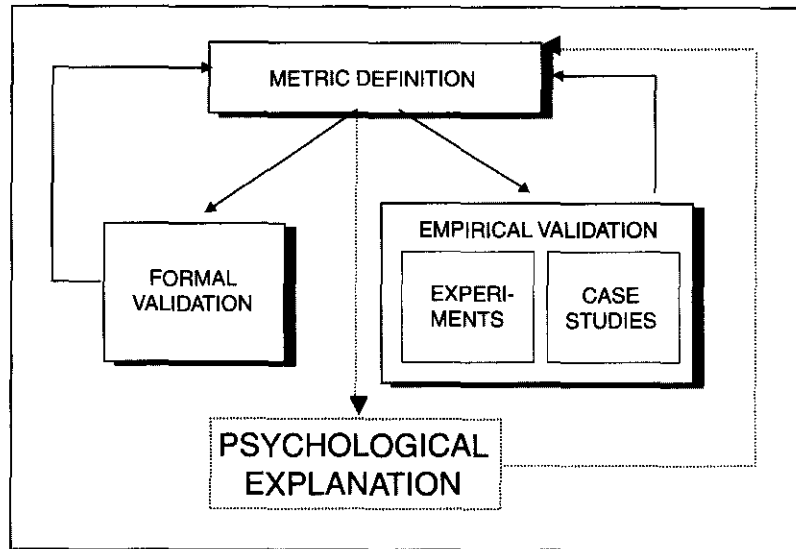 METRIC DEFINITION
FORMAL
VALIDATION
EMPIRICAL VALIDATION
EXPERI-
MENTS
CASE
STUDIES
PSYCHOLOGICAL
EXPLANATION